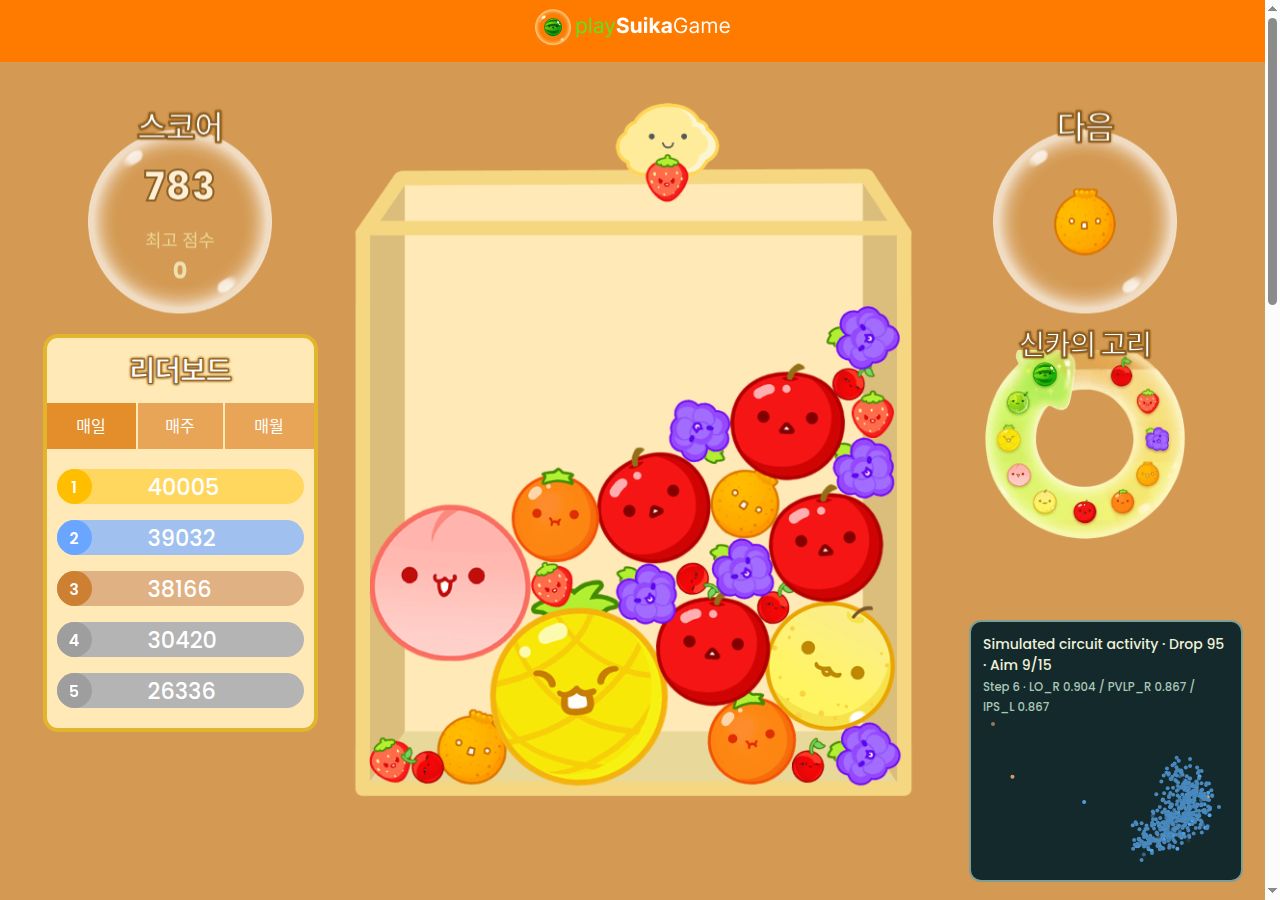 playSuikaGame
스코어
783
최고 점수
0
리더보드
매일 매주 매월
1 40005
2 39032
3 38166
4 30420
5 26336
다음
신카의 고리
Simulated circuit activity · Drop 95
· Aim 9/15
Step 6 · LO_R 0.904 / PVLP_R 0.867 /
IPS_L 0.867